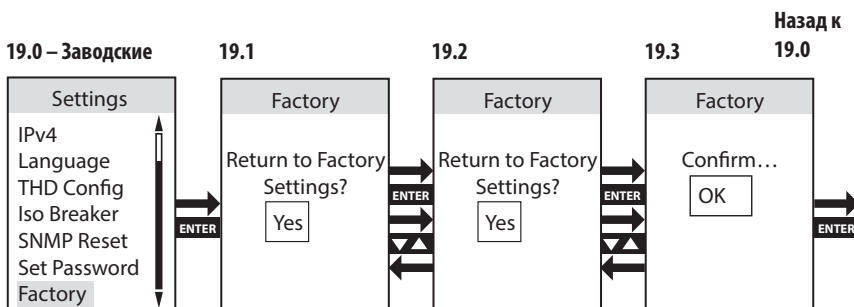 Назад к
19.0 – Заводские
19.1
19.2
19.3
19.0
Settings
IPv4
Language
THD Config
Iso Breaker
SNMP Reset
Set Password
Factory
ENTER
Factory
Return to Factory
Settings?
Yes
ENTER
Factory
Return to Factory
Settings?
Yes
ENTER
Factory
Confirm…
OK
ENTER